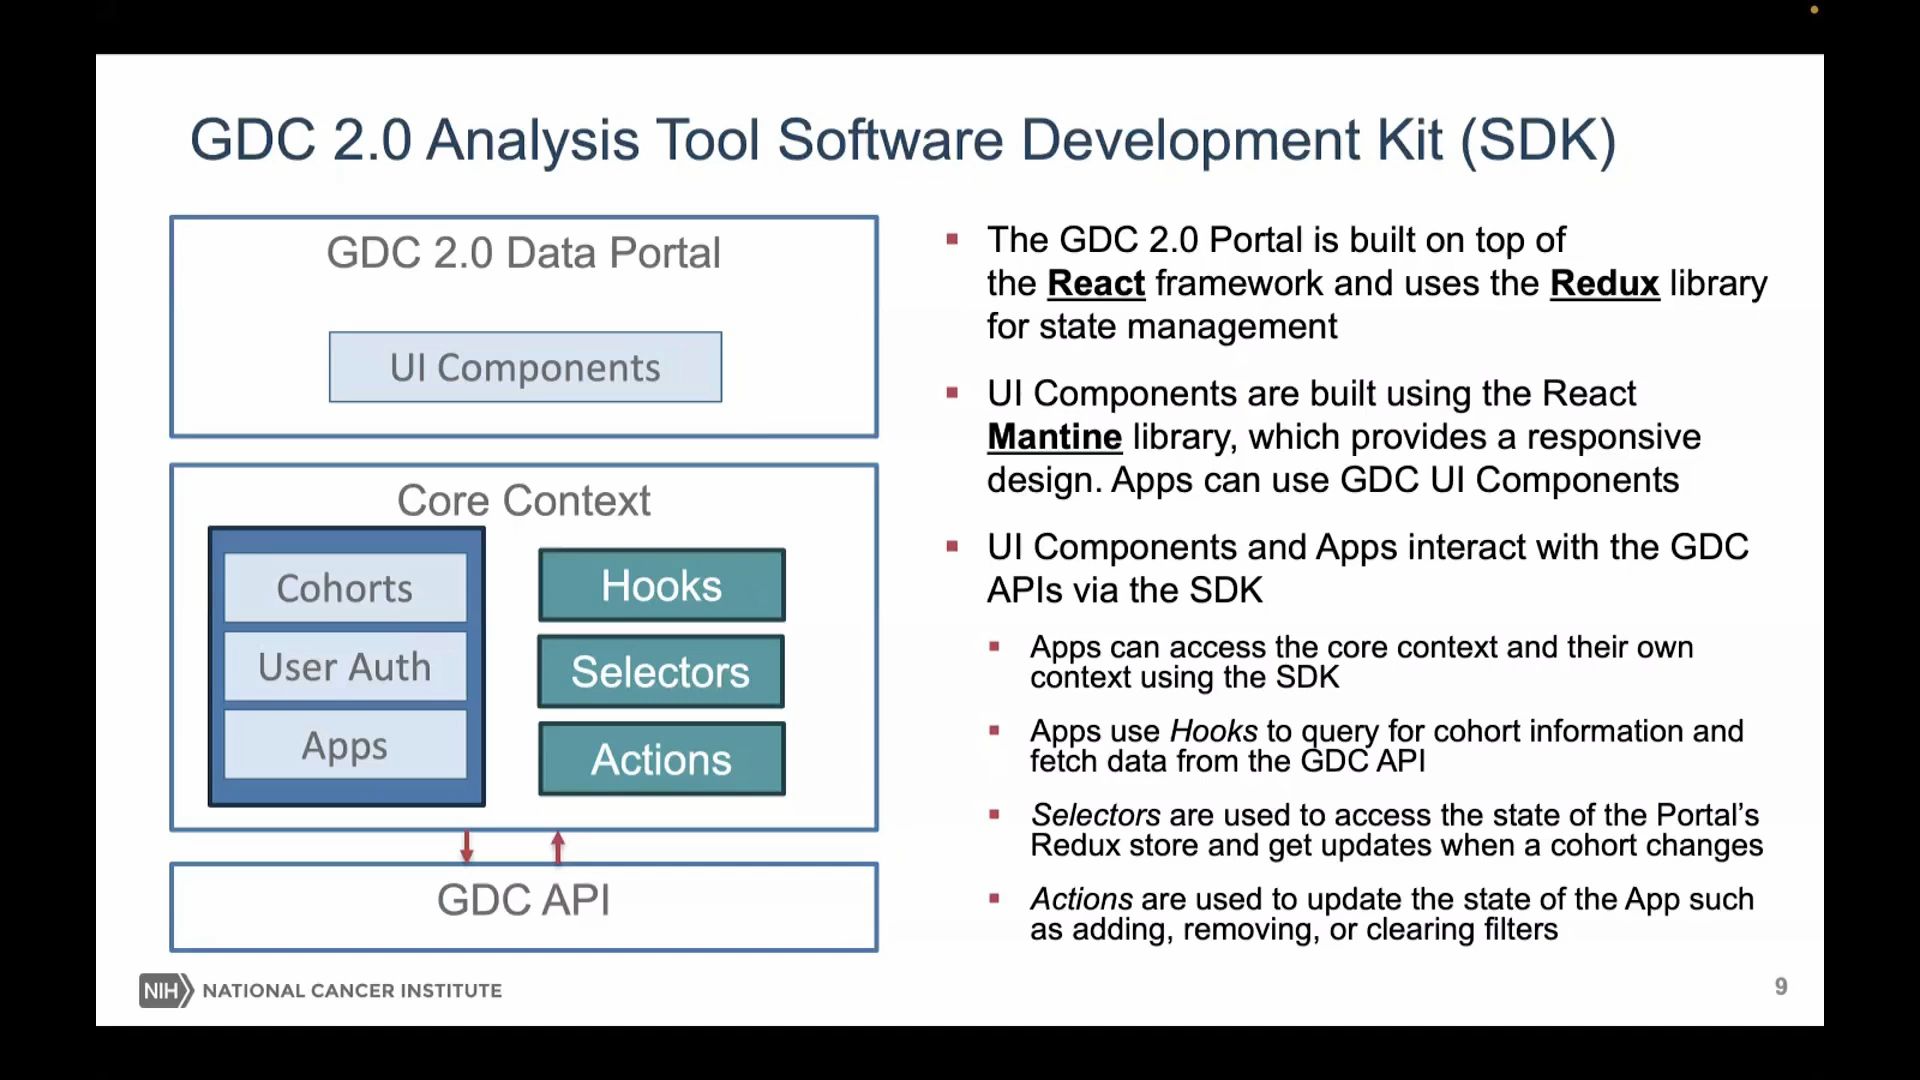 GDC 2.0 Analysis Tool Software Development Kit (SDK)
GDC 2.0 Data Portal
UI Components
Core Context
Cohorts
User Auth
Apps
Hooks
Selectors
Actions
GDC API
The GDC 2.0 Portal is built on top of
the React framework and uses the Redux library
for state management
UI Components are built using the React
Mantine library, which provides a responsive
design. Apps can use GDC UI Components
UI Components and Apps interact with the GDC
APIs via the SDK
Apps can access the core context and their own
context using the SDK
Apps use Hooks to query for cohort information and
fetch data from the GDC API
Selectors are used to access the state of the Portal’s
Redux store and get updates when a cohort changes
Actions are used to update the state of the App such
as adding, removing, or clearing filters
NIH NATIONAL CANCER INSTITUTE
9